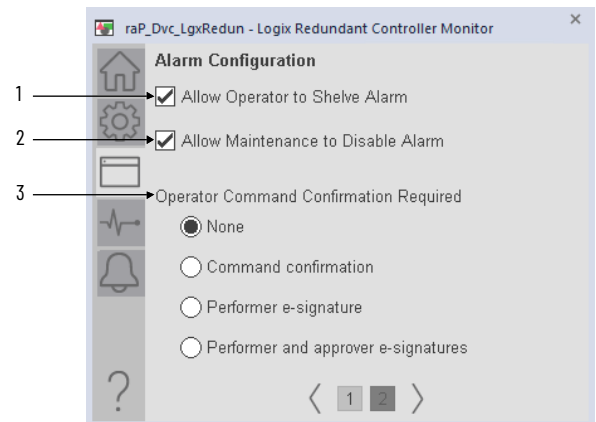 raP_Dvc_LgxRedun - Logix Redundant Controller Monitor
Alarm Configuration
1
Allow Operator to Shelve Alarm
2
Allow Maintenance to Disable Alarm
3
Operator Command Confirmation Required
None
Command confirmation
Performer e-signature
Performer and approver e-signatures
?
1 2